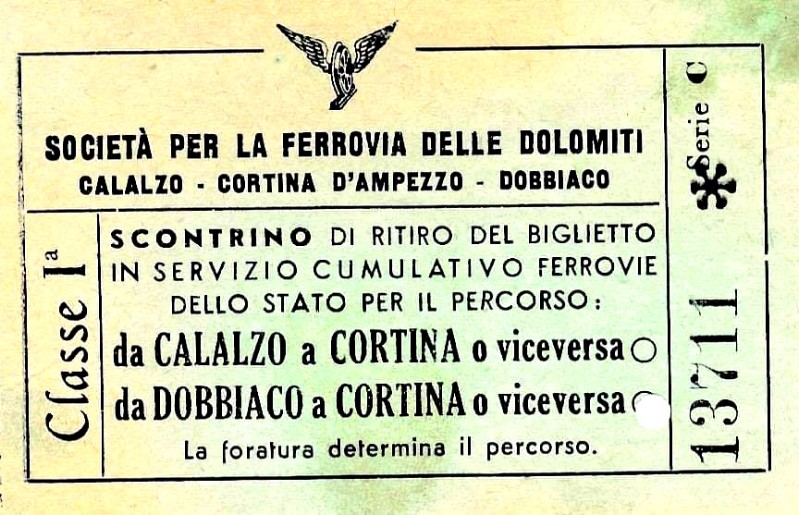 SOCIETÀ PER LA FERROVIA DELLE DOLOMITI
CALALZO - CORTINA D'AMPEZZO - DOBBIACO
Classe 1ª
SCONTRINO DI RITIRO DEL BIGLIETTO
IN SERVIZIO CUMULATIVO FERROVIE
DELLO STATO PER IL PERCORSO:
da CALALZO a CORTINA o viceversa
da DOBBIACO a CORTINA o viceversa
La foratura determina il percorso.
Serie C
* 13711